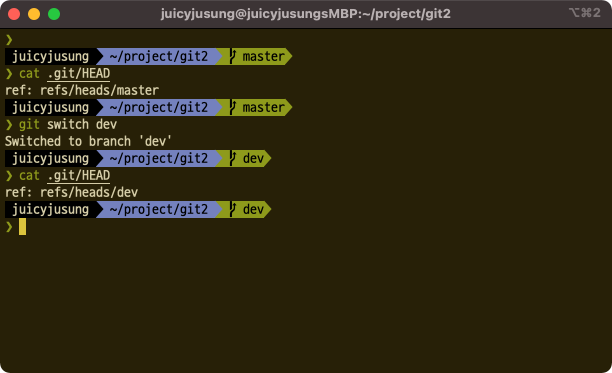 juicyjusung@juicyjusungsMBP:~/project/git2 ⌥⌘2
❯
juicyjusung ~/project/git2 master
❯ cat .git/HEAD
ref: refs/heads/master
juicyjusung ~/project/git2 master
❯ git switch dev
Switched to branch 'dev'
juicyjusung ~/project/git2 dev
❯ cat .git/HEAD
ref: refs/heads/dev
juicyjusung ~/project/git2 dev
❯